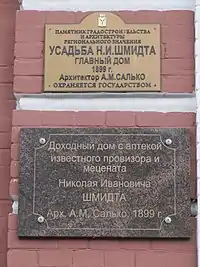 ПАМЯТНИК ГРАДОСТРОИТЕЛЬСТВА
И АРХИТЕКТУРЫ
РЕГИОНАЛЬНОГО ЗНАЧЕНИЯ
УСАДЬБА Н.И.ШМИДТА
ГЛАВНЫЙ ДОМ
1899 г.
Архитектор А.М.САЛЬКО
• ОХРАНЯЕТСЯ ГОСУДАРСТВОМ •
Доходный дом с аптекой
известного провизора и
мецената
Николая Ивановича
ШМИДТА
Арх. А.М. Салько, 1899 г.